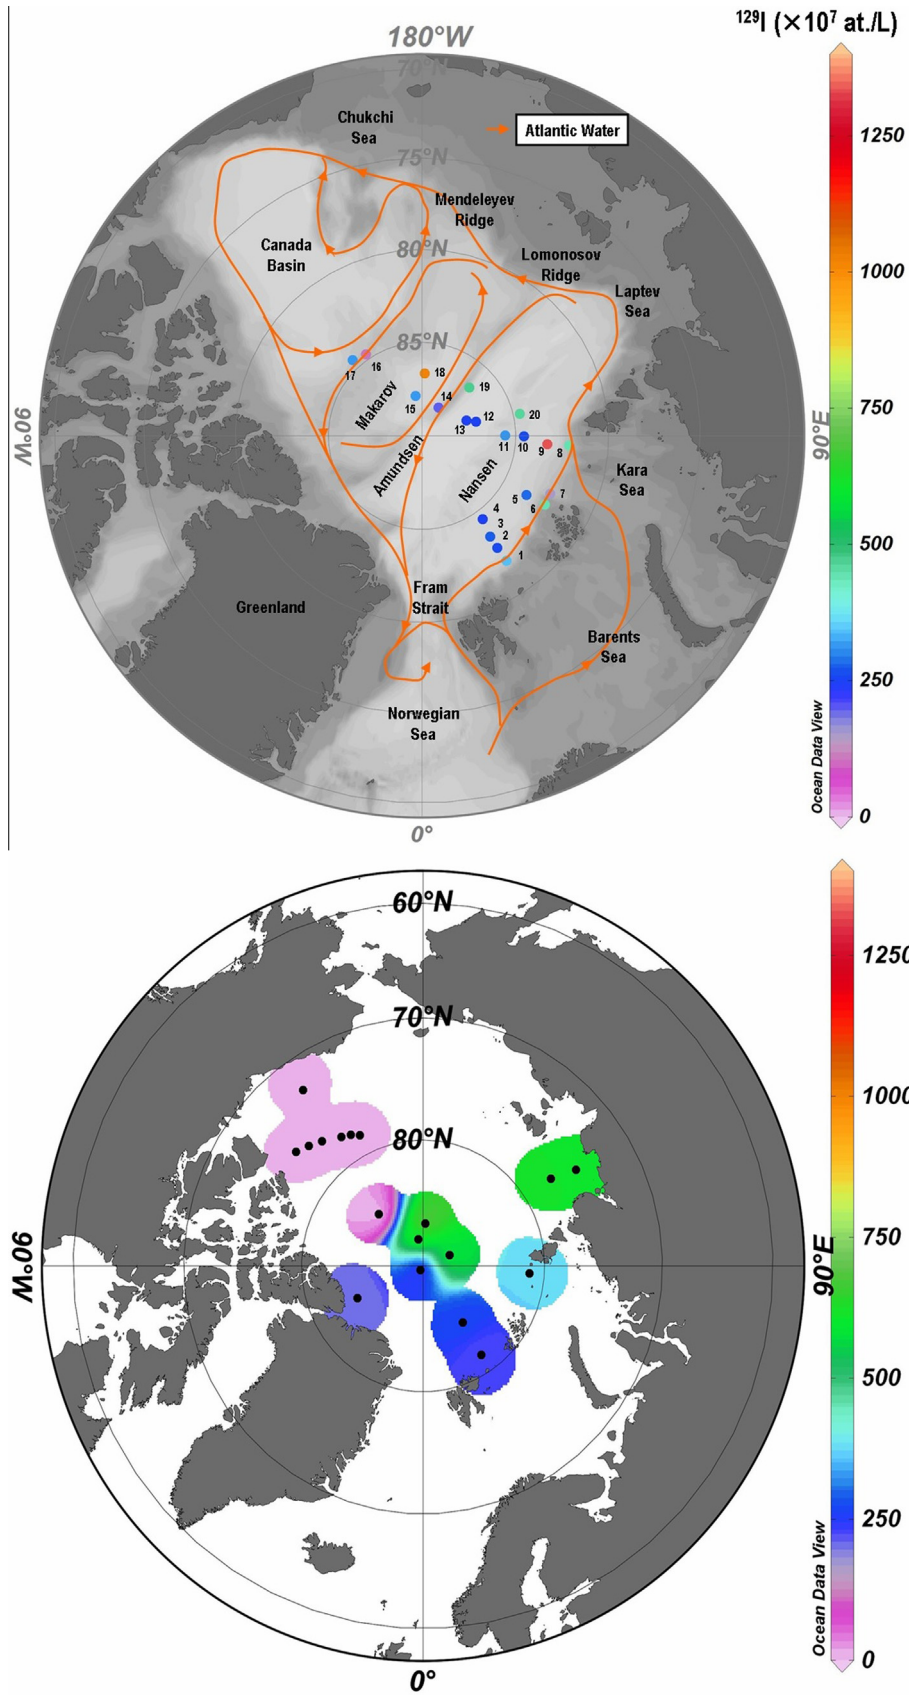 129I (×10⁷ at./L)
180°W
70°N
Chukchi
Sea
Atlantic Water
1250
75°N
Mendeleyev
Ridge
Canada
Basin
80°N
Lomonosov
Ridge
1000
Laptev
Sea
85°N
16
17
18
19
Makarov
14
15
20
750
12
13
90°W
11
10
9
8
90°E
Amundsen
Nansen
Kara
Sea
5
7
6
4
3
2
500
1
Fram
Strait
Greenland
Barents
Sea
250
Norwegian
Sea
Ocean Data View
0
0°
60°N
1250
70°N
1000
80°N
750
90°W
90°E
500
250
Ocean Data View
0
0°